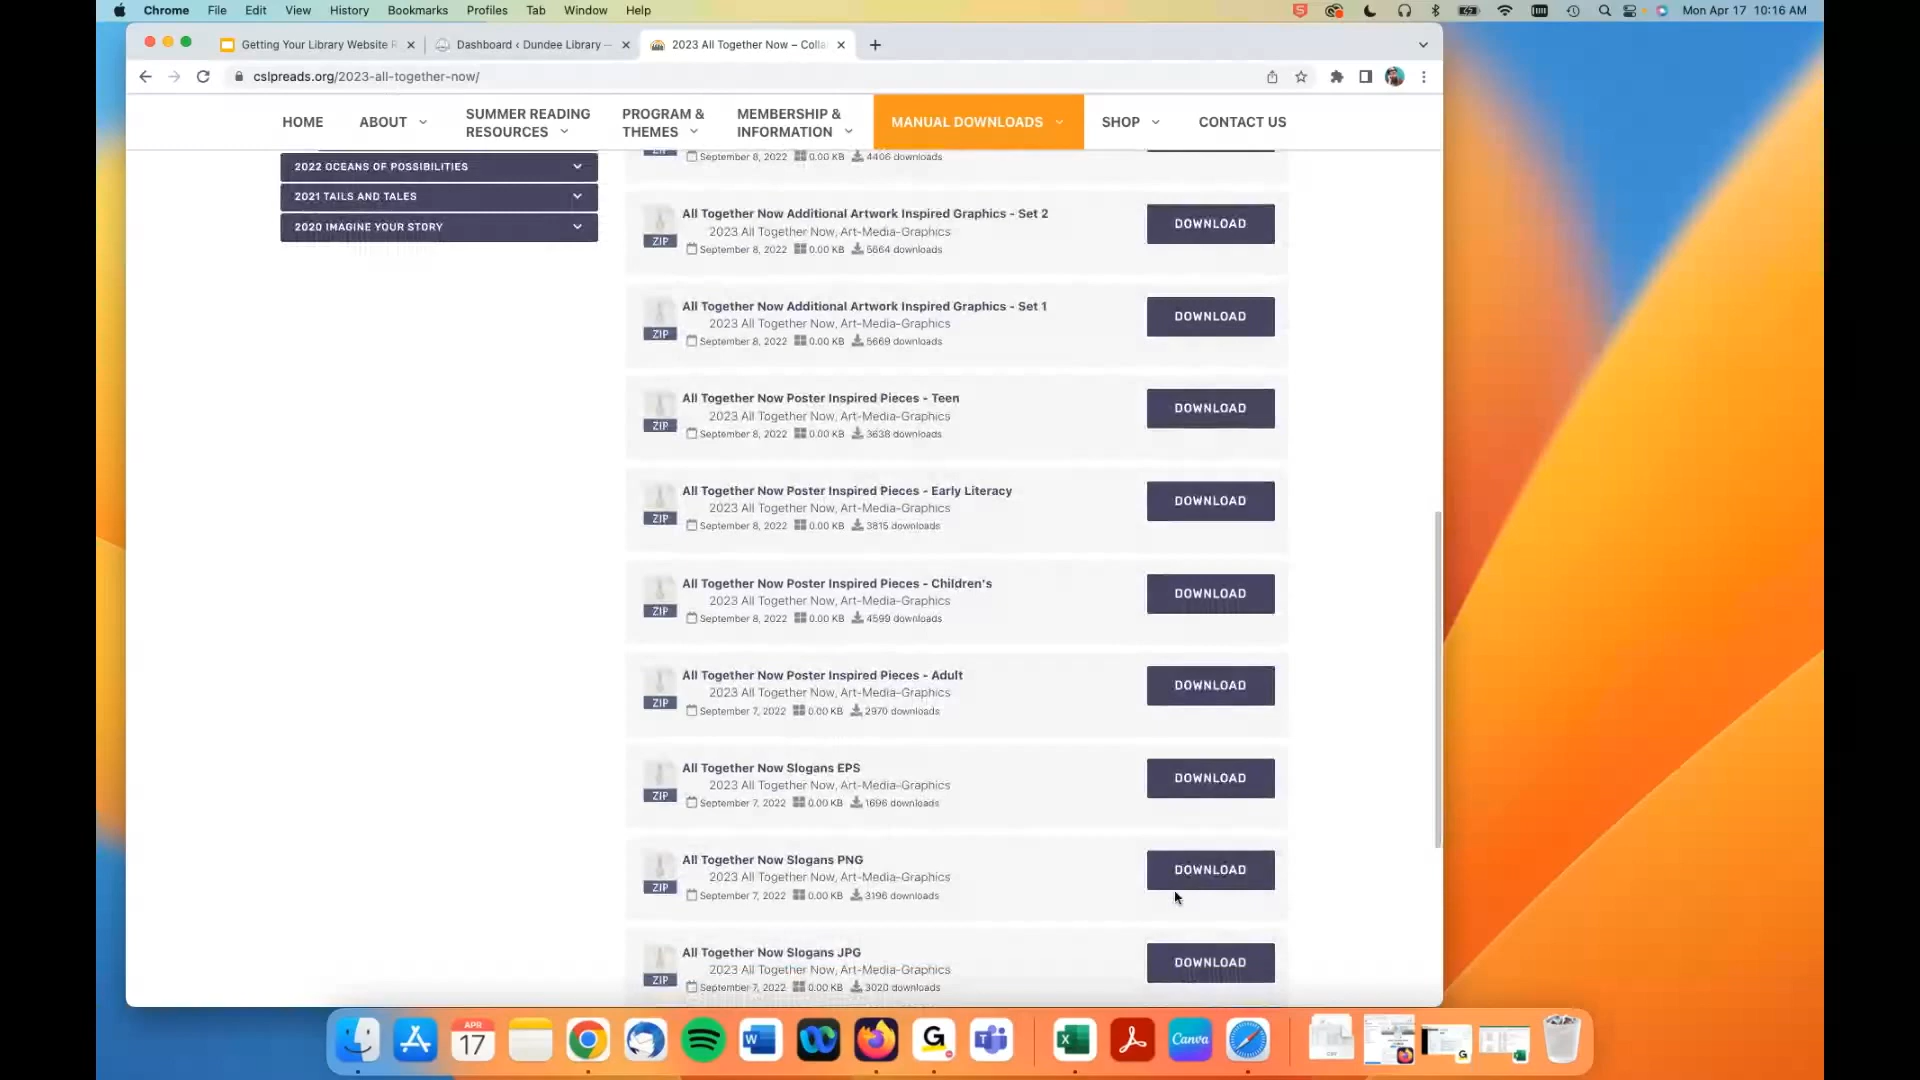 Chrome File Edit View History Bookmarks Profiles Tab Window Help Mon Apr 17 10:16 AM
Getting Your Library Website R Dashboard ‹ Dundee Library — 2023 All Together Now – Colla
cslpreads.org/2023-all-together-now/
HOME ABOUT SUMMER READING RESOURCES PROGRAM & THEMES MEMBERSHIP & INFORMATION MANUAL DOWNLOADS SHOP CONTACT US
2022 OCEANS OF POSSIBILITIES
2021 TAILS AND TALES
2020 IMAGINE YOUR STORY
ZIP September 8, 2022 0.00 KB 4406 downloads
All Together Now Additional Artwork Inspired Graphics - Set 2
2023 All Together Now, Art-Media-Graphics
ZIP September 8, 2022 0.00 KB 5664 downloads
DOWNLOAD
All Together Now Additional Artwork Inspired Graphics - Set 1
2023 All Together Now, Art-Media-Graphics
ZIP September 8, 2022 0.00 KB 5669 downloads
DOWNLOAD
All Together Now Poster Inspired Pieces - Teen
2023 All Together Now, Art-Media-Graphics
ZIP September 8, 2022 0.00 KB 3638 downloads
DOWNLOAD
All Together Now Poster Inspired Pieces - Early Literacy
2023 All Together Now, Art-Media-Graphics
ZIP September 8, 2022 0.00 KB 3815 downloads
DOWNLOAD
All Together Now Poster Inspired Pieces - Children's
2023 All Together Now, Art-Media-Graphics
ZIP September 8, 2022 0.00 KB 4599 downloads
DOWNLOAD
All Together Now Poster Inspired Pieces - Adult
2023 All Together Now, Art-Media-Graphics
ZIP September 7, 2022 0.00 KB 2970 downloads
DOWNLOAD
All Together Now Slogans EPS
2023 All Together Now, Art-Media-Graphics
ZIP September 7, 2022 0.00 KB 1696 downloads
DOWNLOAD
All Together Now Slogans PNG
2023 All Together Now, Art-Media-Graphics
ZIP September 7, 2022 0.00 KB 3196 downloads
DOWNLOAD
All Together Now Slogans JPG
2023 All Together Now, Art-Media-Graphics
ZIP September 7, 2022 0.00 KB 3020 downloads
DOWNLOAD
APR
17
W
G
Canva